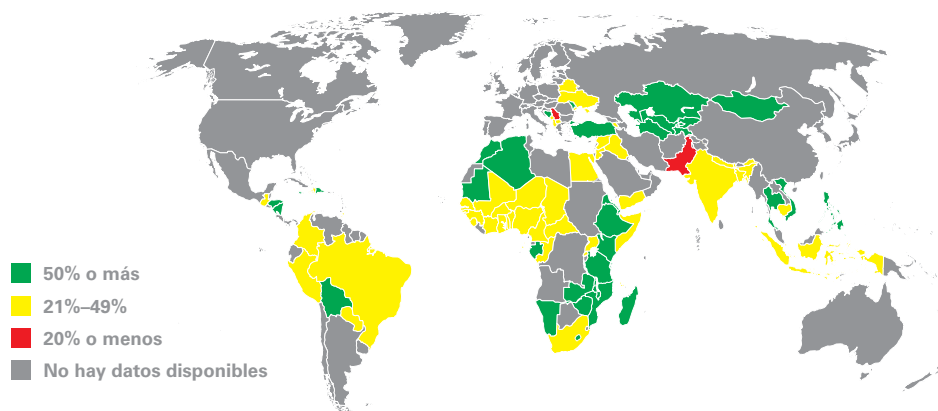 50% o más
21%–49%
20% o menos
No hay datos disponibles